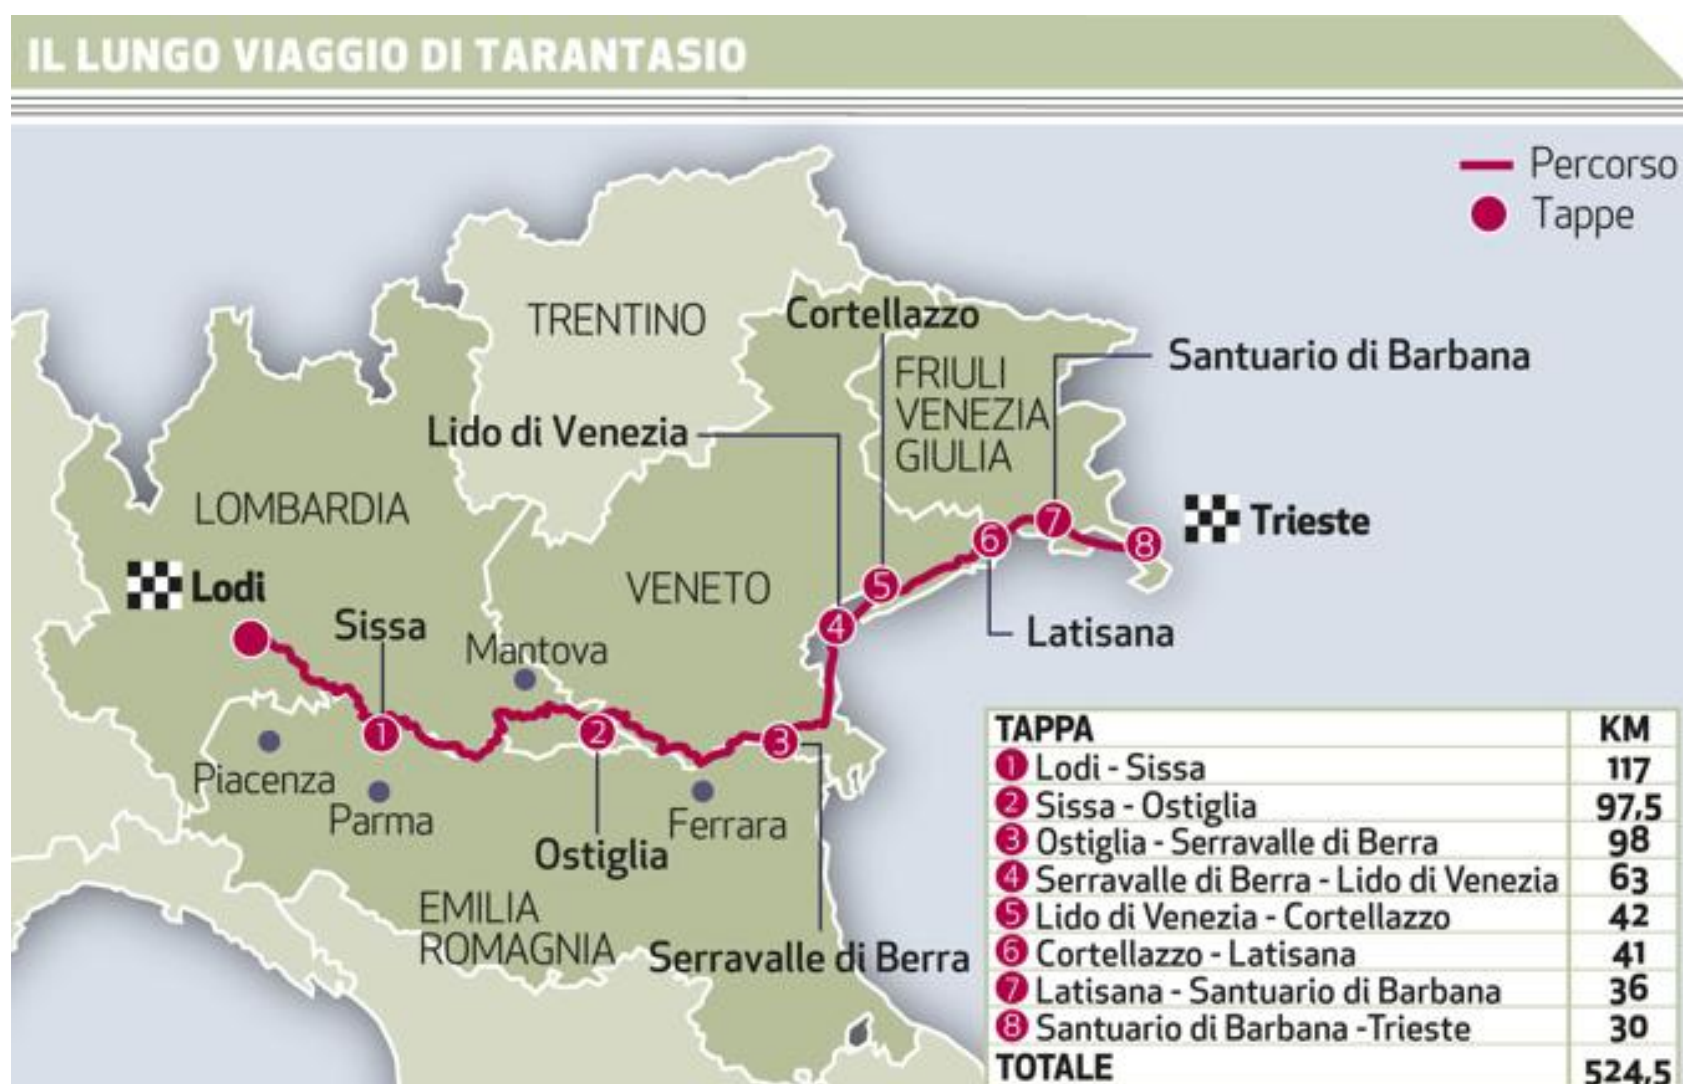 IL LUNGO VIAGGIO DI TARANTASIO
Percorso
Tappe
TRENTINO
Cortellazzo
Santuario di Barbana
FRIULI
VENEZIA
GIULIA
Lido di Venezia
LOMBARDIA
Trieste
Lodi
VENETO
Sissa
Mantova
Latisana
Piacenza
Parma
Ferrara
Ostiglia
EMILIA
ROMAGNIA
Serravalle di Berra
1
2
3
4
5
6
7
8
TAPPA KM
1 Lodi - Sissa 117
2 Sissa - Ostiglia 97,5
3 Ostiglia - Serravalle di Berra 98
4 Serravalle di Berra - Lido di Venezia 63
5 Lido di Venezia - Cortellazzo 42
6 Cortellazzo - Latisana 41
7 Latisana - Santuario di Barbana 36
8 Santuario di Barbana -Trieste 30
TOTALE 524,5